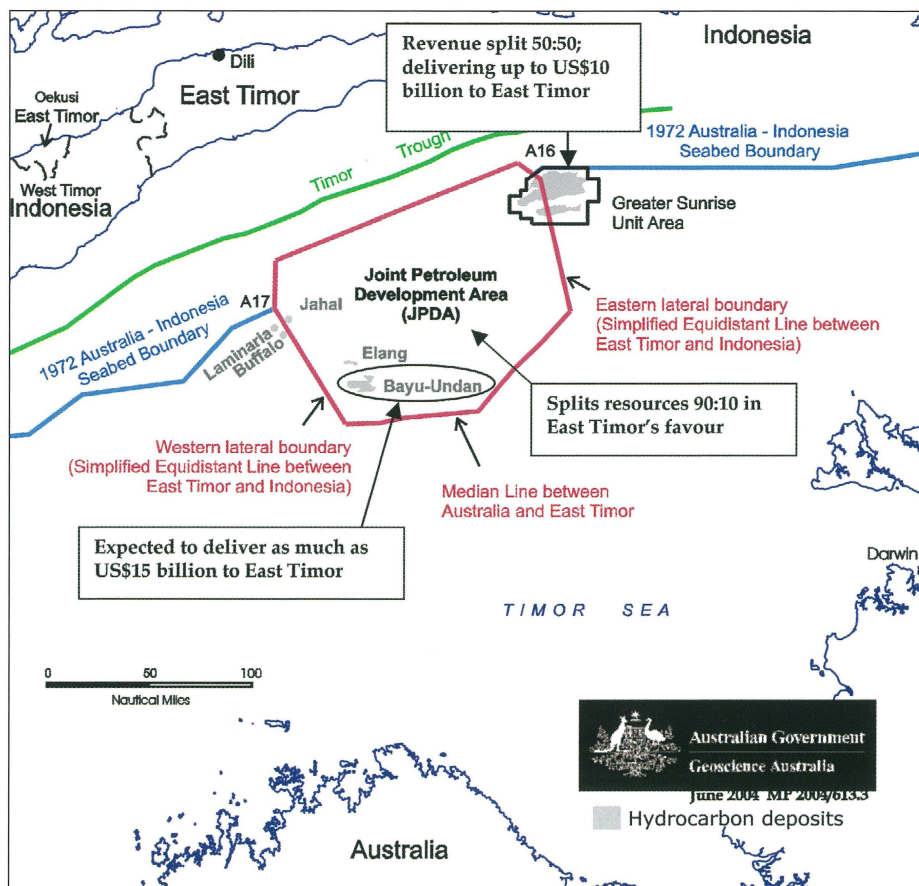 Revenue split 50:50;
delivering up to US$10
billion to East Timor
Indonesia
Dili
East Timor
Oekusi
East Timor
West Timor
Indonesia
Timor Trough
A16
1972 Australia - Indonesia
Seabed Boundary
Greater Sunrise
Unit Area
Joint Petroleum
Development Area
(JPDA)
A17
Jahal
Laminaria
Buffalo
1972 Australia - Indonesia
Seabed Boundary
Elang
Bayu-Undan
Eastern lateral boundary
(Simplified Equidistant Line between
East Timor and Indonesia)
Splits resources 90:10 in
East Timor's favour
Western lateral boundary
(Simplified Equidistant Line between
East Timor and Indonesia)
Median Line between
Australia and East Timor
Expected to deliver as much as
US$15 billion to East Timor
Darwin
TIMOR SEA
0 50 100
Nautical Miles
Australian Government
Geoscience Australia
June 2004 MP 2004/613.3
Hydrocarbon deposits
Australia